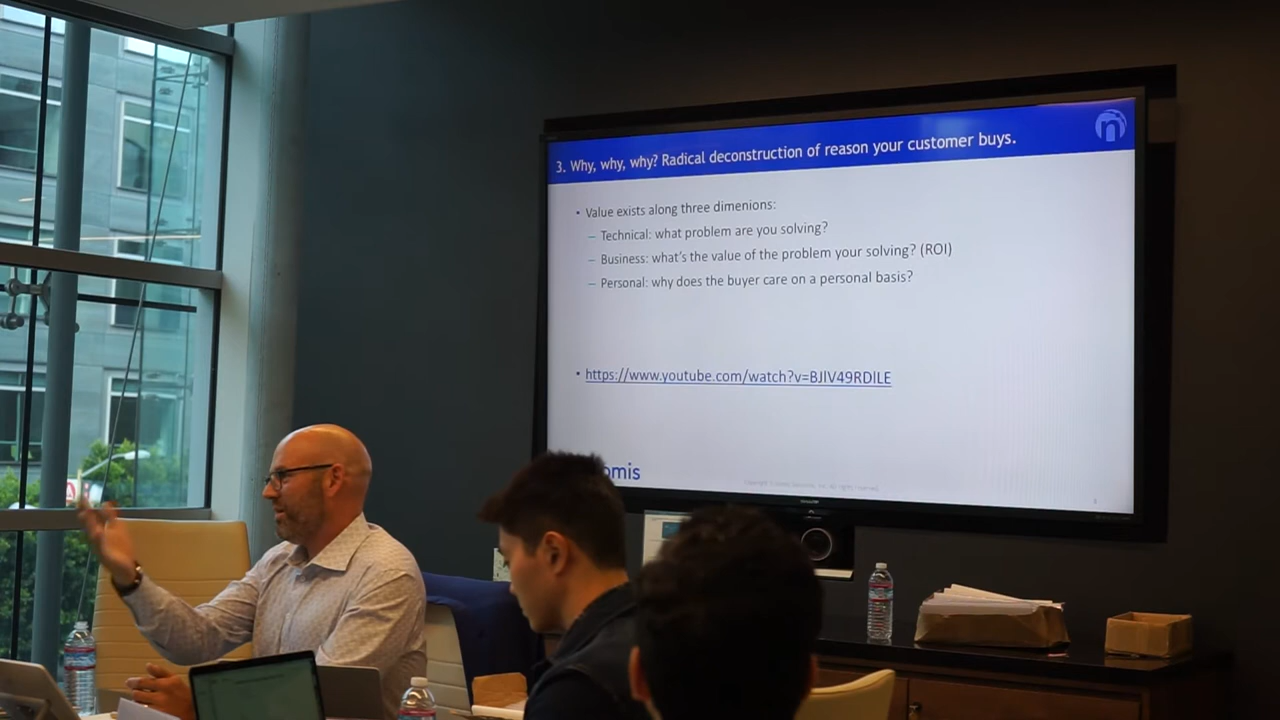 3. Why, why, why? Radical deconstruction of reason your customer buys.
• Value exists along three dimenions:
– Technical: what problem are you solving?
– Business: what's the value of the problem your solving? (ROI)
– Personal: why does the buyer care on a personal basis?
• https://www.youtube.com/watch?v=BJlV49RDlLE
omis